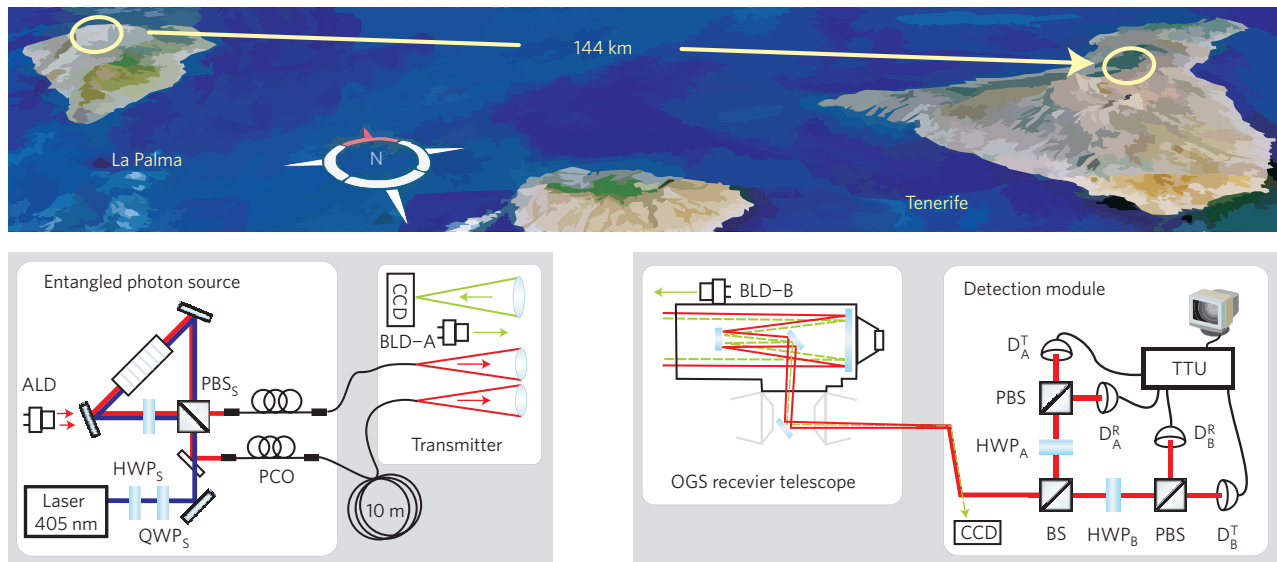 144 km
La Palma
N
Tenerife
Entangled photon source
ALD
PBS_S
HWP_S
PCO
Laser
405 nm
QWP_S
10 m
CCD
BLD–A
Transmitter
BLD–B
OGS recevier telescope
Detection module
D_A^T
TTU
PBS
D_A^R
D_B^R
HWP_A
CCD
BS
HWP_B
PBS
D_B^T